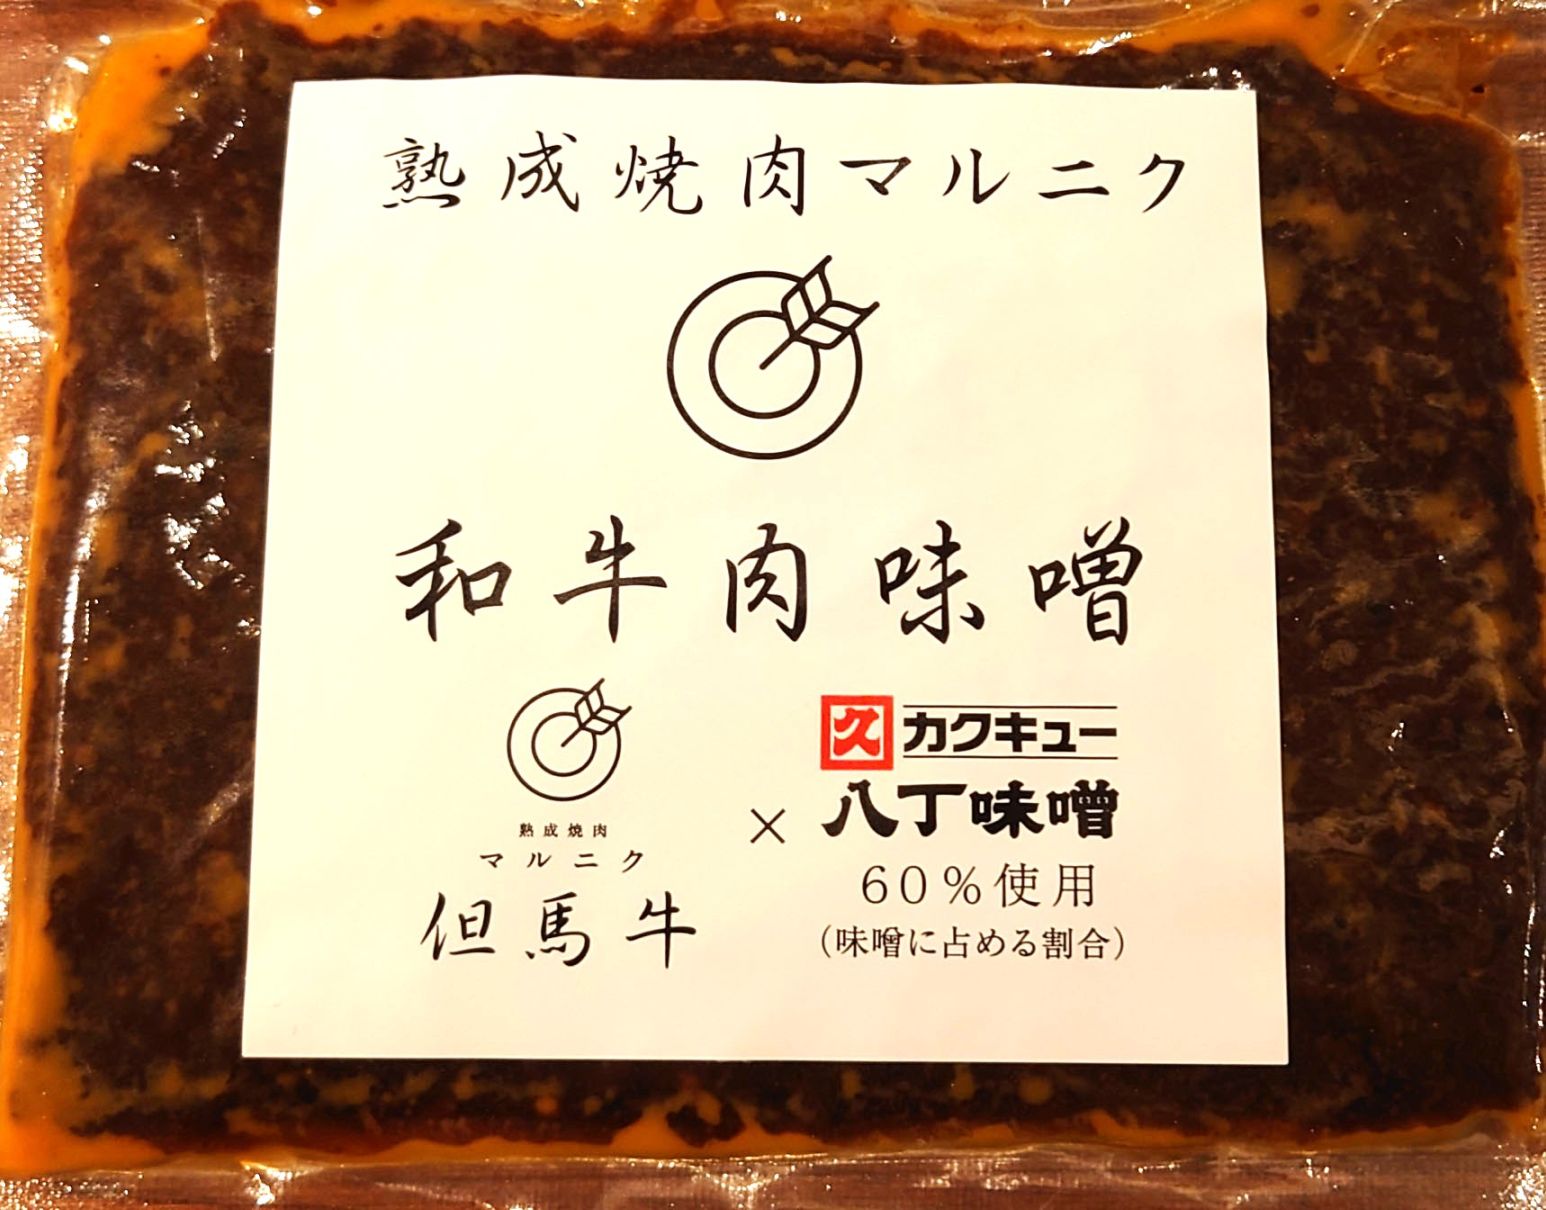 熟成焼肉マルニク
和牛肉味噌
熟成焼肉
マルニク
但馬牛
×
久 カクキュー
八丁味噌
60%使用
(味噌に占める割合)